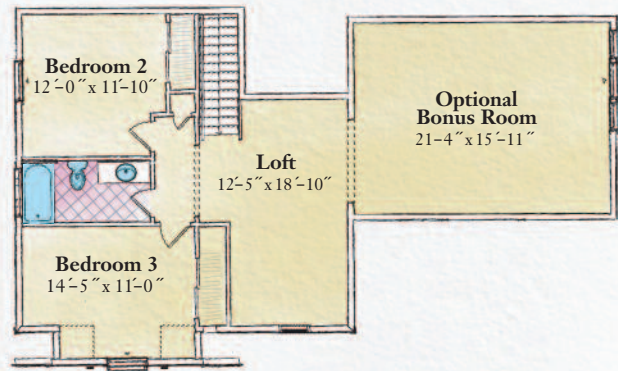 Bedroom 2
12´-0˝ x 11´-10˝
Optional
Bonus Room
21-4˝ x 15´-11˝
Loft
12´-5˝ x 18´-10˝
Bedroom 3
14´-5˝ x 11´-0˝